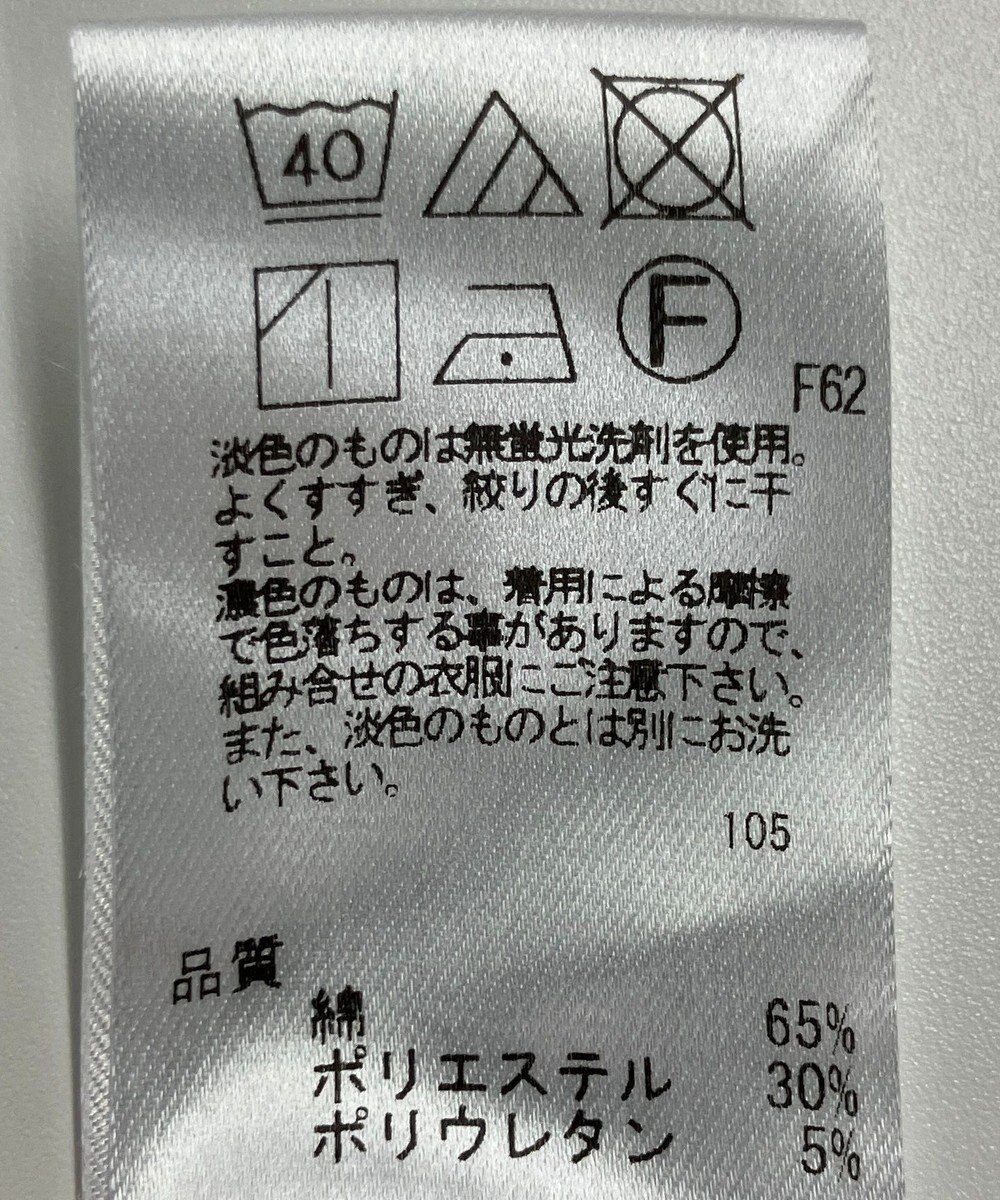 40
F
F62
淡色のものは無蛍光洗剤を使用。
よくすすぎ、絞りの後すぐに干
すこと。
濃色のものは、着用による摩擦
で色落ちする事がありますので、
組み合せの衣服にご注意下さい。
また、淡色のものとは別にお洗
い下さい。
105
品質
綿 65%
ポリエステル 30%
ポリウレタン 5%